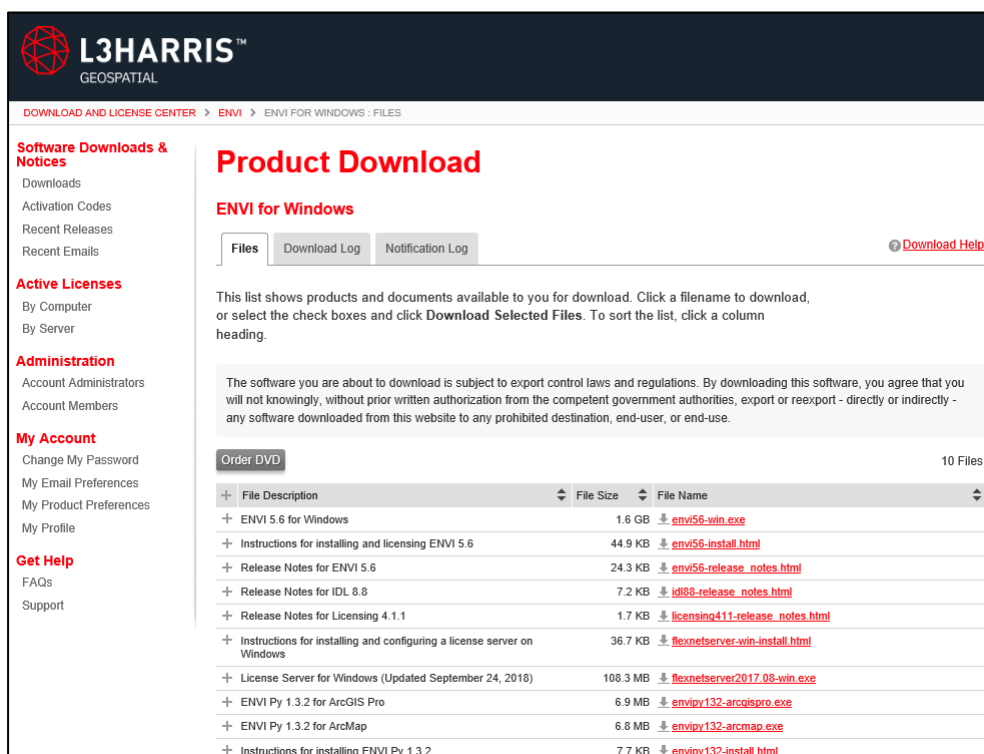 L3HARRIS™
GEOSPATIAL
DOWNLOAD AND LICENSE CENTER > ENVI > ENVI FOR WINDOWS : FILES
Software Downloads &
Notices
Downloads
Activation Codes
Recent Releases
Recent Emails
Active Licenses
By Computer
By Server
Administration
Account Administrators
Account Members
My Account
Change My Password
My Email Preferences
My Product Preferences
My Profile
Get Help
FAQs
Support
Product Download
ENVI for Windows
Files Download Log Notification Log
? Download Help
This list shows products and documents available to you for download. Click a filename to download,
or select the check boxes and click Download Selected Files. To sort the list, click a column
heading.
The software you are about to download is subject to export control laws and regulations. By downloading this software, you agree that you
will not knowingly, without prior written authorization from the competent government authorities, export or reexport - directly or indirectly -
any software downloaded from this website to any prohibited destination, end-user, or end-use.
Order DVD 10 Files
+ File Description File Size File Name
+ ENVI 5.6 for Windows 1.6 GB envi56-win.exe
+ Instructions for installing and licensing ENVI 5.6 44.9 KB envi56-install.html
+ Release Notes for ENVI 5.6 24.3 KB envi56-release_notes.html
+ Release Notes for IDL 8.8 7.2 KB idl88-release_notes.html
+ Release Notes for Licensing 4.1.1 1.7 KB licensing411-release_notes.html
+ Instructions for installing and configuring a license server on 36.7 KB flexnetserver-win-install.html
Windows
+ License Server for Windows (Updated September 24, 2018) 108.3 MB flexnetserver2017.08-win.exe
+ ENVI Py 1.3.2 for ArcGIS Pro 6.9 MB envipy132-arcgispro.exe
+ ENVI Py 1.3.2 for ArcMap 6.8 MB envipy132-arcmap.exe
+ Instructions for installing ENVI Py 1.3.2 7.7 KB envipy132-install.html